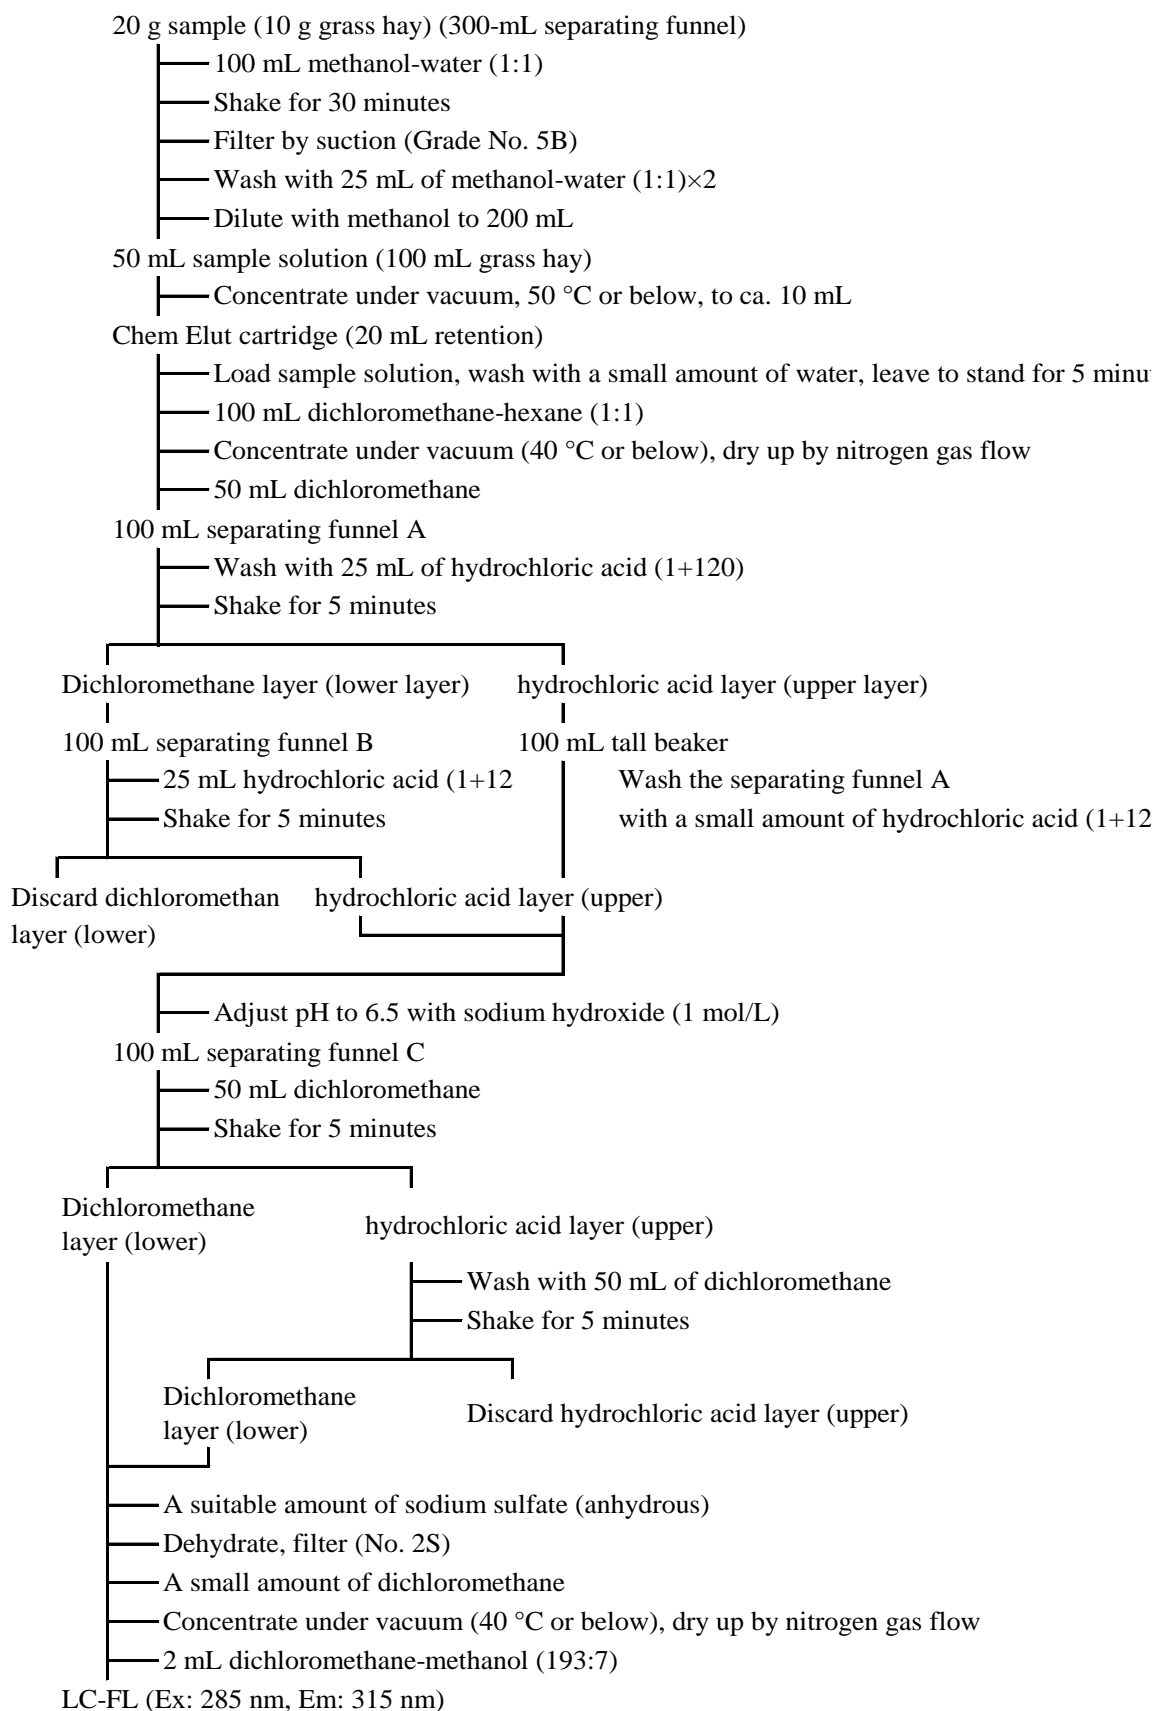 20 g sample (10 g grass hay) (300-mL separating funnel)
100 mL methanol-water (1:1)
Shake for 30 minutes
Filter by suction (Grade No. 5B)
Wash with 25 mL of methanol-water (1:1)×2
Dilute with methanol to 200 mL
50 mL sample solution (100 mL grass hay)
Concentrate under vacuum, 50 °C or below, to ca. 10 mL
Chem Elut cartridge (20 mL retention)
Load sample solution, wash with a small amount of water, leave to stand for 5 minu
100 mL dichloromethane-hexane (1:1)
Concentrate under vacuum (40 °C or below), dry up by nitrogen gas flow
50 mL dichloromethane
100 mL separating funnel A
Wash with 25 mL of hydrochloric acid (1+120)
Shake for 5 minutes
Dichloromethane layer (lower layer)
hydrochloric acid layer (upper layer)
100 mL separating funnel B
100 mL tall beaker
25 mL hydrochloric acid (1+12
Wash the separating funnel A
Shake for 5 minutes
with a small amount of hydrochloric acid (1+12
Discard dichloromethan
layer (lower)
hydrochloric acid layer (upper)
Adjust pH to 6.5 with sodium hydroxide (1 mol/L)
100 mL separating funnel C
50 mL dichloromethane
Shake for 5 minutes
Dichloromethane
layer (lower)
hydrochloric acid layer (upper)
Wash with 50 mL of dichloromethane
Shake for 5 minutes
Dichloromethane
layer (lower)
Discard hydrochloric acid layer (upper)
A suitable amount of sodium sulfate (anhydrous)
Dehydrate, filter (No. 2S)
A small amount of dichloromethane
Concentrate under vacuum (40 °C or below), dry up by nitrogen gas flow
2 mL dichloromethane-methanol (193:7)
LC-FL (Ex: 285 nm, Em: 315 nm)